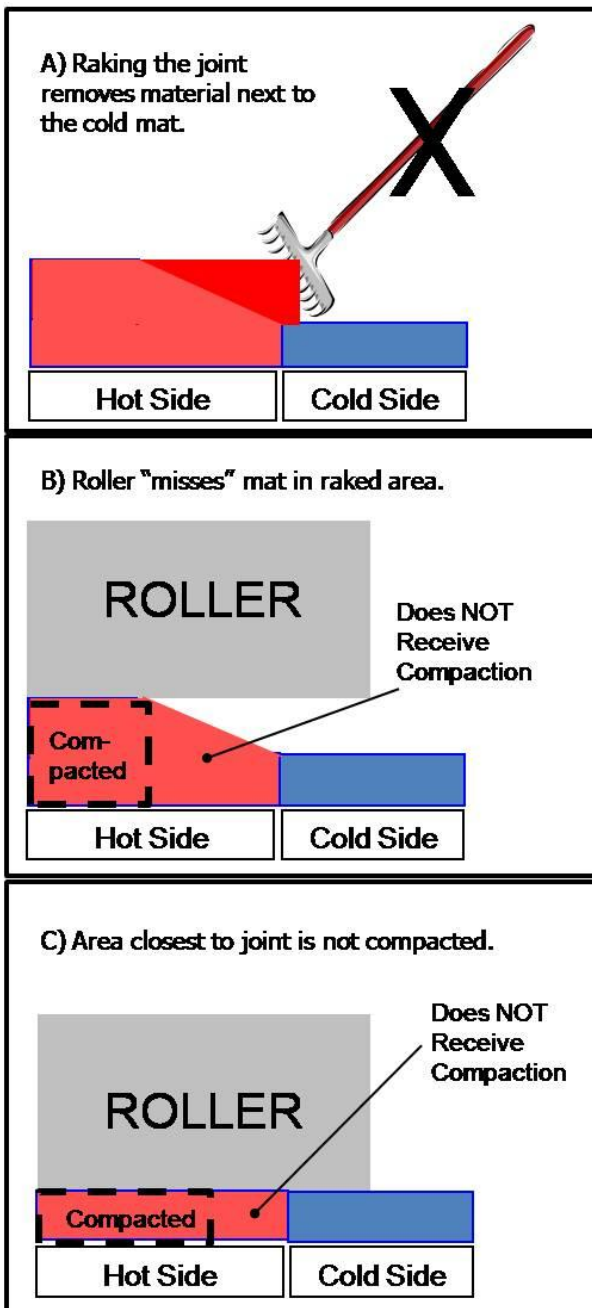 A) Raking the joint
removes material next to
the cold mat.
X
Hot Side
Cold Side
B) Roller “misses” mat in raked area.
ROLLER
Does NOT
Receive
Compaction
Com-
pacted
Hot Side
Cold Side
C) Area closest to joint is not compacted.
Does NOT
Receive
Compaction
ROLLER
Compacted
Hot Side
Cold Side